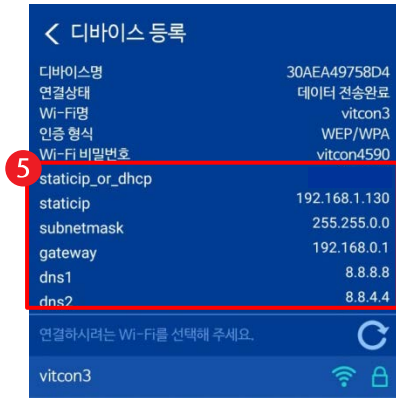 디바이스 등록
디바이스명 30AEA49758D4
연결상태 데이터 전송완료
Wi-Fi명 vitcon3
인증 형식 WEP/WPA
Wi-Fi 비밀번호 vitcon4590
5
staticip_or_dhcp
staticip 192.168.1.130
subnetmask 255.255.0.0
gateway 192.168.0.1
dns1 8.8.8.8
dns2 8.8.4.4
연결하시려는 Wi-Fi를 선택해 주세요.
vitcon3